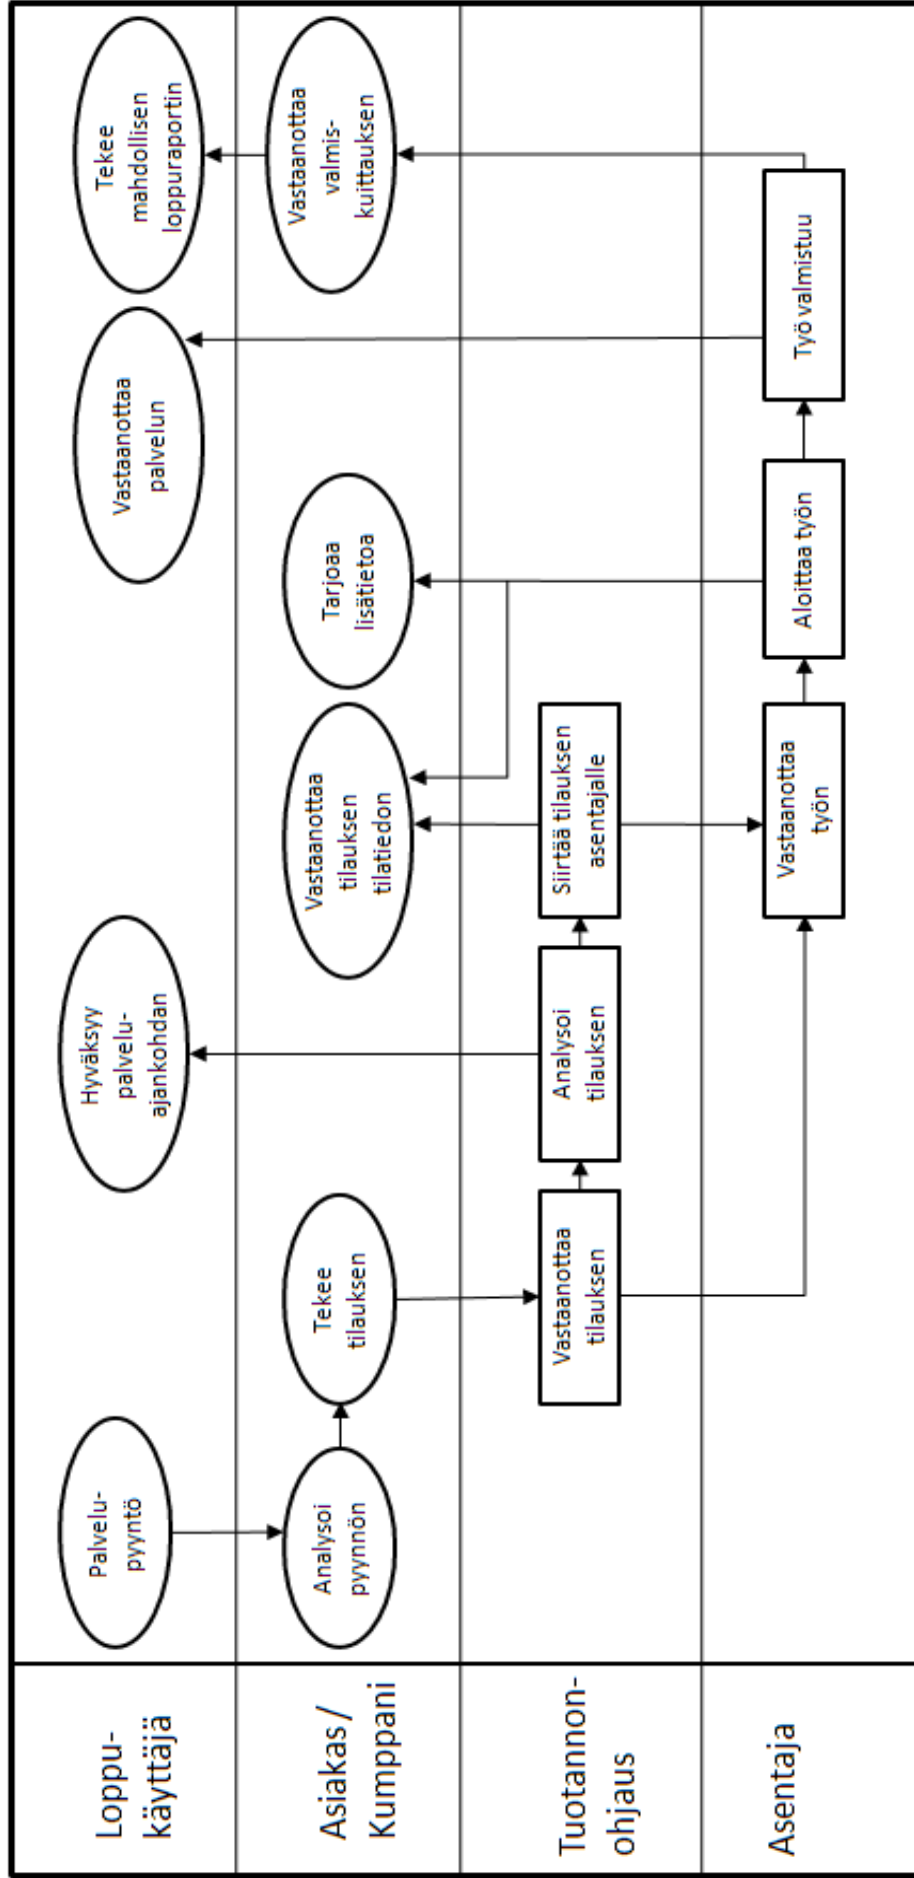 Loppu-
käyttäjä
Palvelu-
pyyntö
Hyväksyy
palvelu-
ajankohdan
Vastaanottaa
palvelun
Tekee
mahdollisen
loppuraportin
Asiakas /
Kumppani
Analysoi
pyynnön
Tekee
tilauksen
Vastaanottaa
tilauksen
tilatiedon
Tarjoaa
lisätietoa
Vastaanottaa
valmis-
kuittauksen
Tuotannon-
ohjaus
Vastaanottaa
tilauksen
Analysoi
tilauksen
Siirtää tilauksen
asentajalle
Asentaja
Vastaanottaa
työn
Aloittaa työn
Työ valmistuu